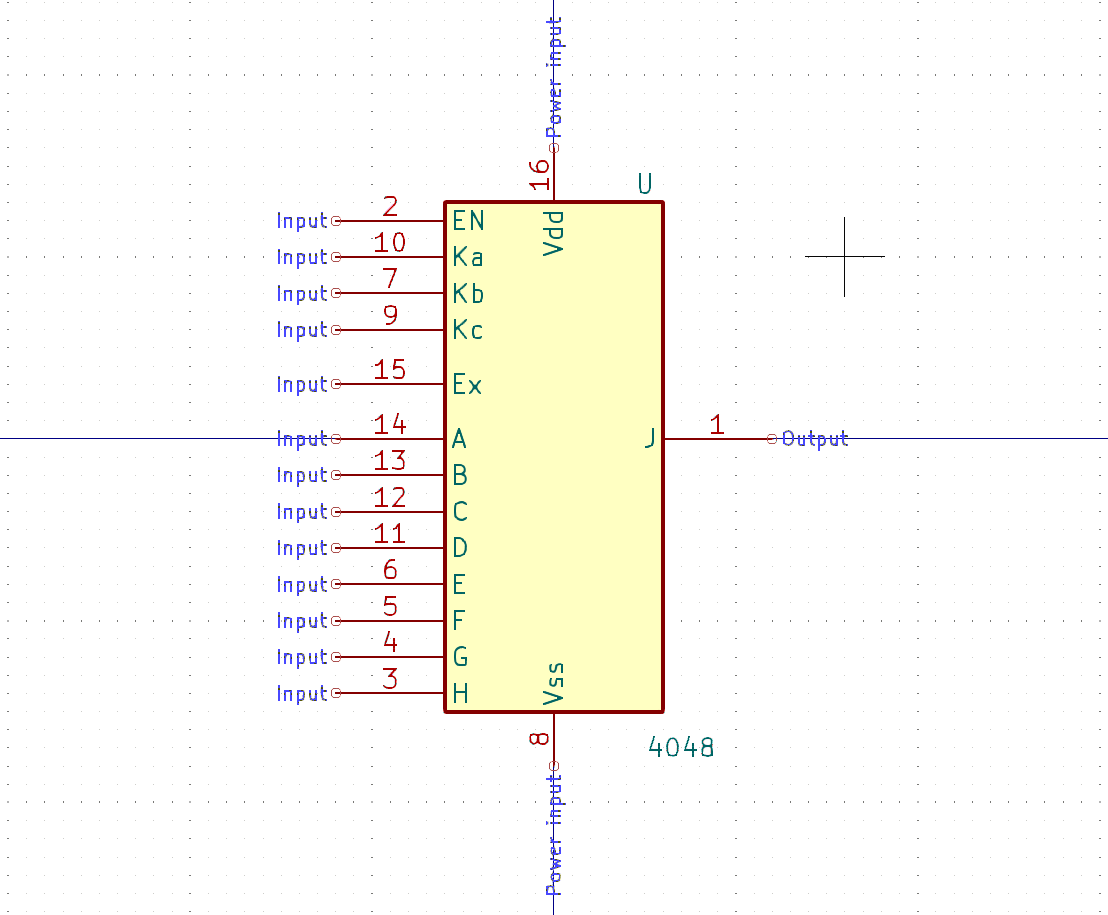 Power input
16
U
Vdd
Input 2 EN
Input 10 Ka
Input 7 Kb
Input 9 Kc
Input 15 Ex
Input 14 A
J 1 Output
Input 13 B
Input 12 C
Input 11 D
Input 6 E
Input 5 F
Input 4 G
Input 3 H
Vss
8
4048
Power input